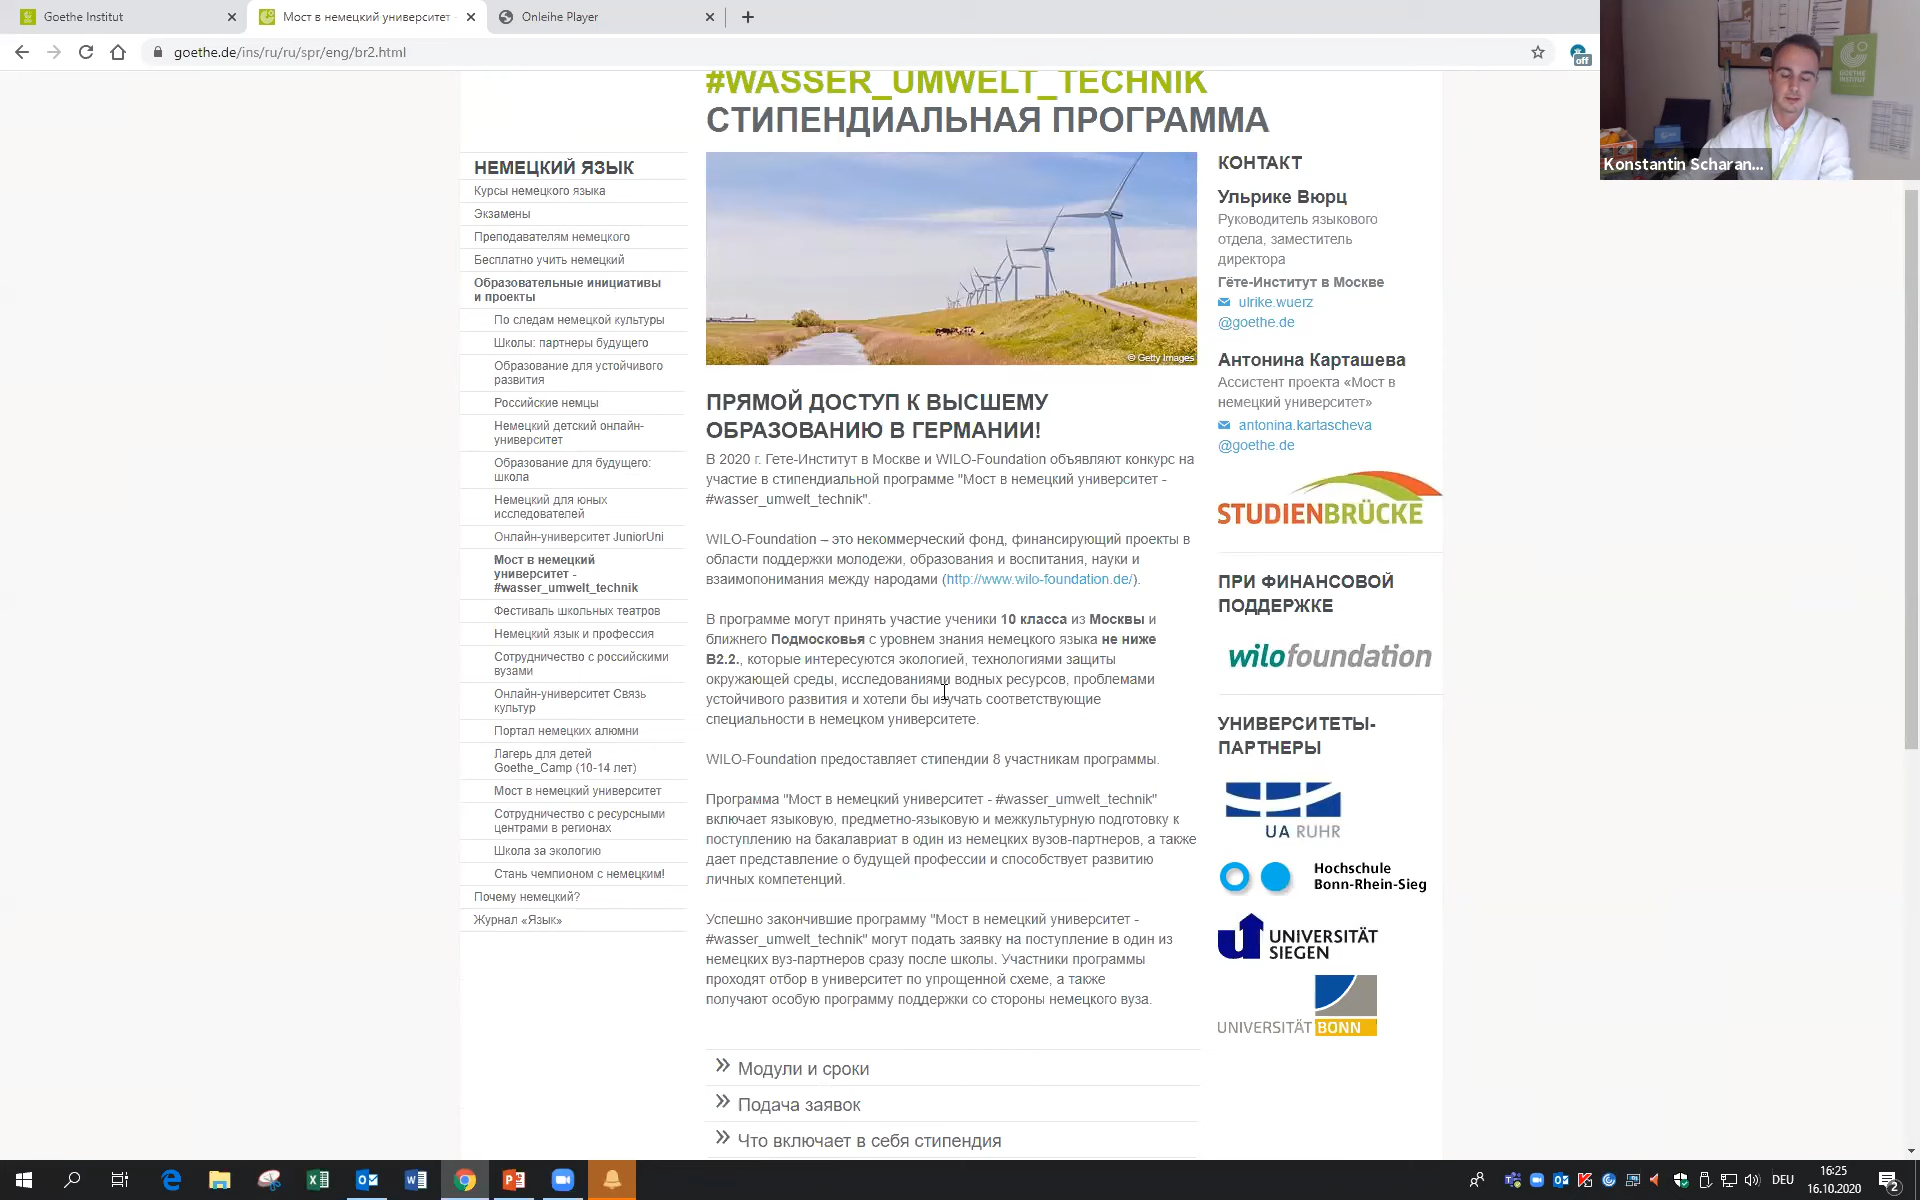 Goethe Institut
Мост в немецкий университет -
Onleihe Player
goethe.de/ins/ru/ru/spr/eng/br2.html
off
#WASSER_UMWELT_TECHNIK
СТИПЕНДИАЛЬНАЯ ПРОГРАММА
НЕМЕЦКИЙ ЯЗЫК
Курсы немецкого языка
Экзамены
Преподавателям немецкого
Бесплатно учить немецкий
Образовательные инициативы
и проекты
По следам немецкой культуры
Школы: партнеры будущего
Образование для устойчивого
развития
Российские немцы
Немецкий детский онлайн-
университет
Образование для будущего:
школа
Немецкий для юных
исследователей
Онлайн-университет JuniorUni
Мост в немецкий
университет -
#wasser_umwelt_technik
Фестиваль школьных театров
Немецкий язык и профессия
Сотрудничество с российскими
вузами
Онлайн-университет Связь
культур
Портал немецких алюмни
Лагерь для детей
Goethe_Camp (10-14 лет)
Мост в немецкий университет
Сотрудничество с ресурсными
центрами в регионах
Школа за экологию
Стань чемпионом с немецким!
Почему немецкий?
Журнал «Язык»
© Getty Images
ПРЯМОЙ ДОСТУП К ВЫСШЕМУ
ОБРАЗОВАНИЮ В ГЕРМАНИИ!
В 2020 г. Гете-Институт в Москве и WILO-Foundation объявляют конкурс на
участие в стипендиальной программе "Мост в немецкий университет -
#wasser_umwelt_technik".
WILO-Foundation – это некоммерческий фонд, финансирующий проекты в
области поддержки молодежи, образования и воспитания, науки и
взаимопонимания между народами (http://www.wilo-foundation.de/).
В программе могут принять участие ученики 10 класса из Москвы и
ближнего Подмосковья с уровнем знания немецкого языка не ниже
В2.2., которые интересуются экологией, технологиями защиты
окружающей среды, исследованиями водных ресурсов, проблемами
устойчивого развития и хотели бы изучать соответствующие
специальности в немецком университете.
WILO-Foundation предоставляет стипендии 8 участникам программы.
Программа "Мост в немецкий университет - #wasser_umwelt_technik"
включает языковую, предметно-языковую и межкультурную подготовку к
поступлению на бакалавриат в один из немецких вузов-партнеров, а также
дает представление о будущей профессии и способствует развитию
личных компетенций.
Успешно закончившие программу "Мост в немецкий университет -
#wasser_umwelt_technik" могут подать заявку на поступление в один из
немецких вуз-партнеров сразу после школы. Участники программы
проходят отбор в университет по упрощенной схеме, а также
получают особую программу поддержки со стороны немецкого вуза.
Модули и сроки
Подача заявок
Что включает в себя стипендия
КОНТАКТ
Ульрике Вюрц
Руководитель языкового
отдела, заместитель
директора
Гёте-Институт в Москве
ulrike.wuerz
@goethe.de
Антонина Карташева
Ассистент проекта «Мост в
немецкий университет»
antonina.kartascheva
@goethe.de
STUDIENBRÜCKE
ПРИ ФИНАНСОВОЙ
ПОДДЕРЖКЕ
wilofoundation
УНИВЕРСИТЕТЫ-
ПАРТНЕРЫ
UA RUHR
Hochschule
Bonn-Rhein-Sieg
UNIVERSITÄT
SIEGEN
UNIVERSITÄT BONN
GOETHE
INSTITUT
Konstantin Scharan...
DEU
16:25
16.10.2020
2